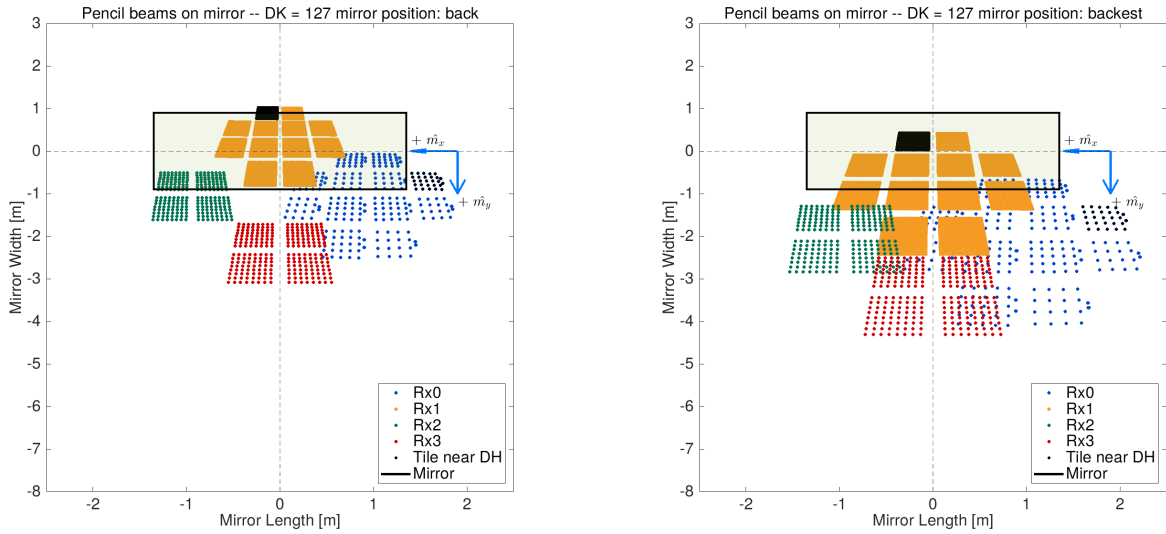 Pencil beams on mirror -- DK = 127 mirror position: back
3
2
1
0
-1
-2
-3
-4
-5
-6
-7
-8
-2
-1
0
1
2
Mirror Width [m]
Mirror Length [m]
+ m̂x
+ m̂y
Rx0
Rx1
Rx2
Rx3
Tile near DH
Mirror
Pencil beams on mirror -- DK = 127 mirror position: backest
3
2
1
0
-1
-2
-3
-4
-5
-6
-7
-8
-2
-1
0
1
2
Mirror Width [m]
Mirror Length [m]
+ m̂x
+ m̂y
Rx0
Rx1
Rx2
Rx3
Tile near DH
Mirror